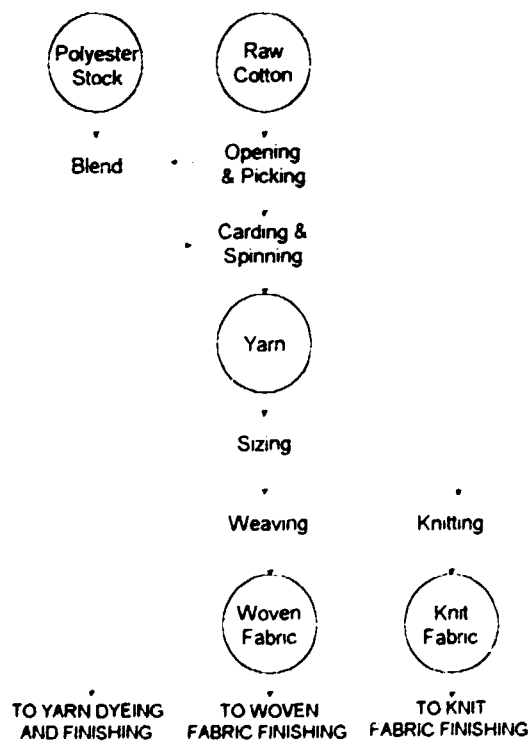 Polyester
Stock
Raw
Cotton
Blend
Opening
& Picking
Carding &
Spinning
Yarn
Sizing
Weaving
Knitting
Woven
Fabric
Knit
Fabric
TO YARN DYEING
AND FINISHING
TO WOVEN
FABRIC FINISHING
TO KNIT
FABRIC FINISHING